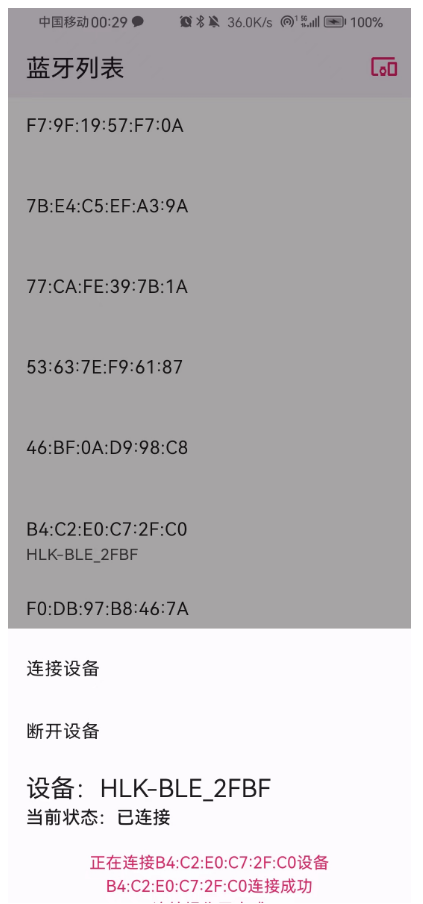 中国移动 00:29 36.0K/s 5G 100%
蓝牙列表
F7:9F:19:57:F7:0A
7B:E4:C5:EF:A3:9A
77:CA:FE:39:7B:1A
53:63:7E:F9:61:87
46:BF:0A:D9:98:C8
B4:C2:E0:C7:2F:C0
HLK-BLE_2FBF
F0:DB:97:B8:46:7A
连接设备
断开设备
设备：HLK-BLE_2FBF
当前状态：已连接
正在连接B4:C2:E0:C7:2F:C0设备
B4:C2:E0:C7:2F:C0连接成功